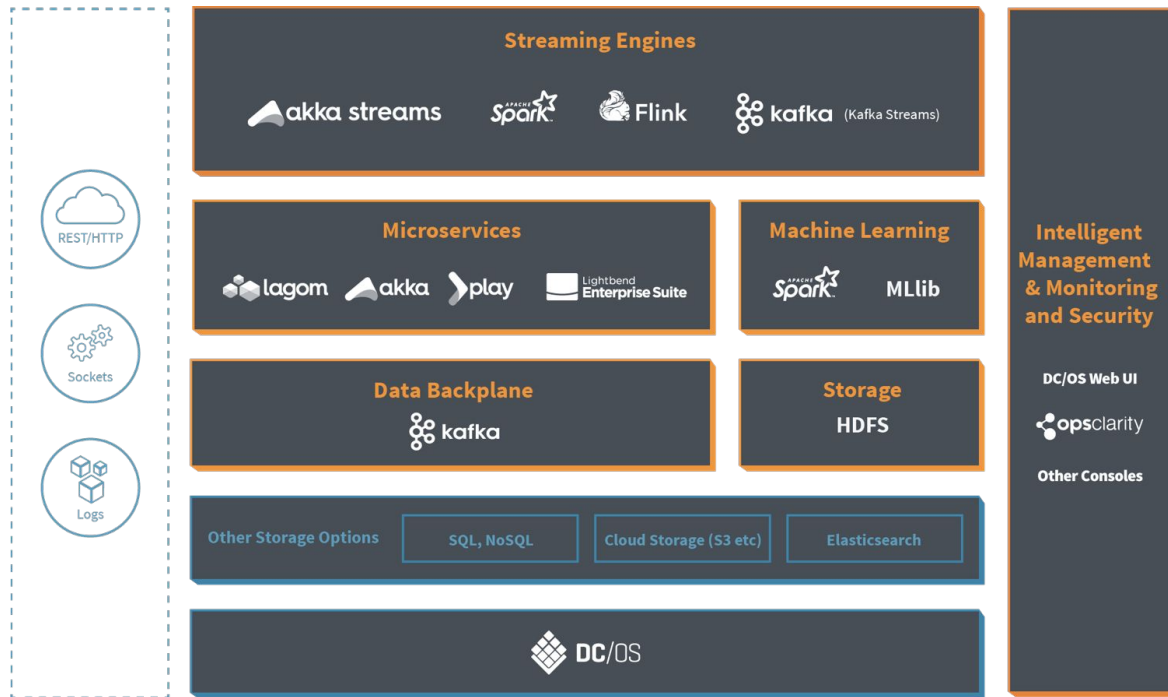 REST/HTTP
Sockets
Logs
Streaming Engines
akka streams
APACHE
Spark™
Flink
kafka (Kafka Streams)
Microservices
lagom
akka
play
Lightbend
Enterprise Suite
Machine Learning
APACHE
Spark™
MLlib
Data Backplane
kafka
Storage
HDFS
Other Storage Options
SQL, NoSQL
Cloud Storage (S3 etc)
Elasticsearch
DC/OS
Intelligent
Management
& Monitoring
and Security
DC/OS Web UI
opsclarity
Other Consoles